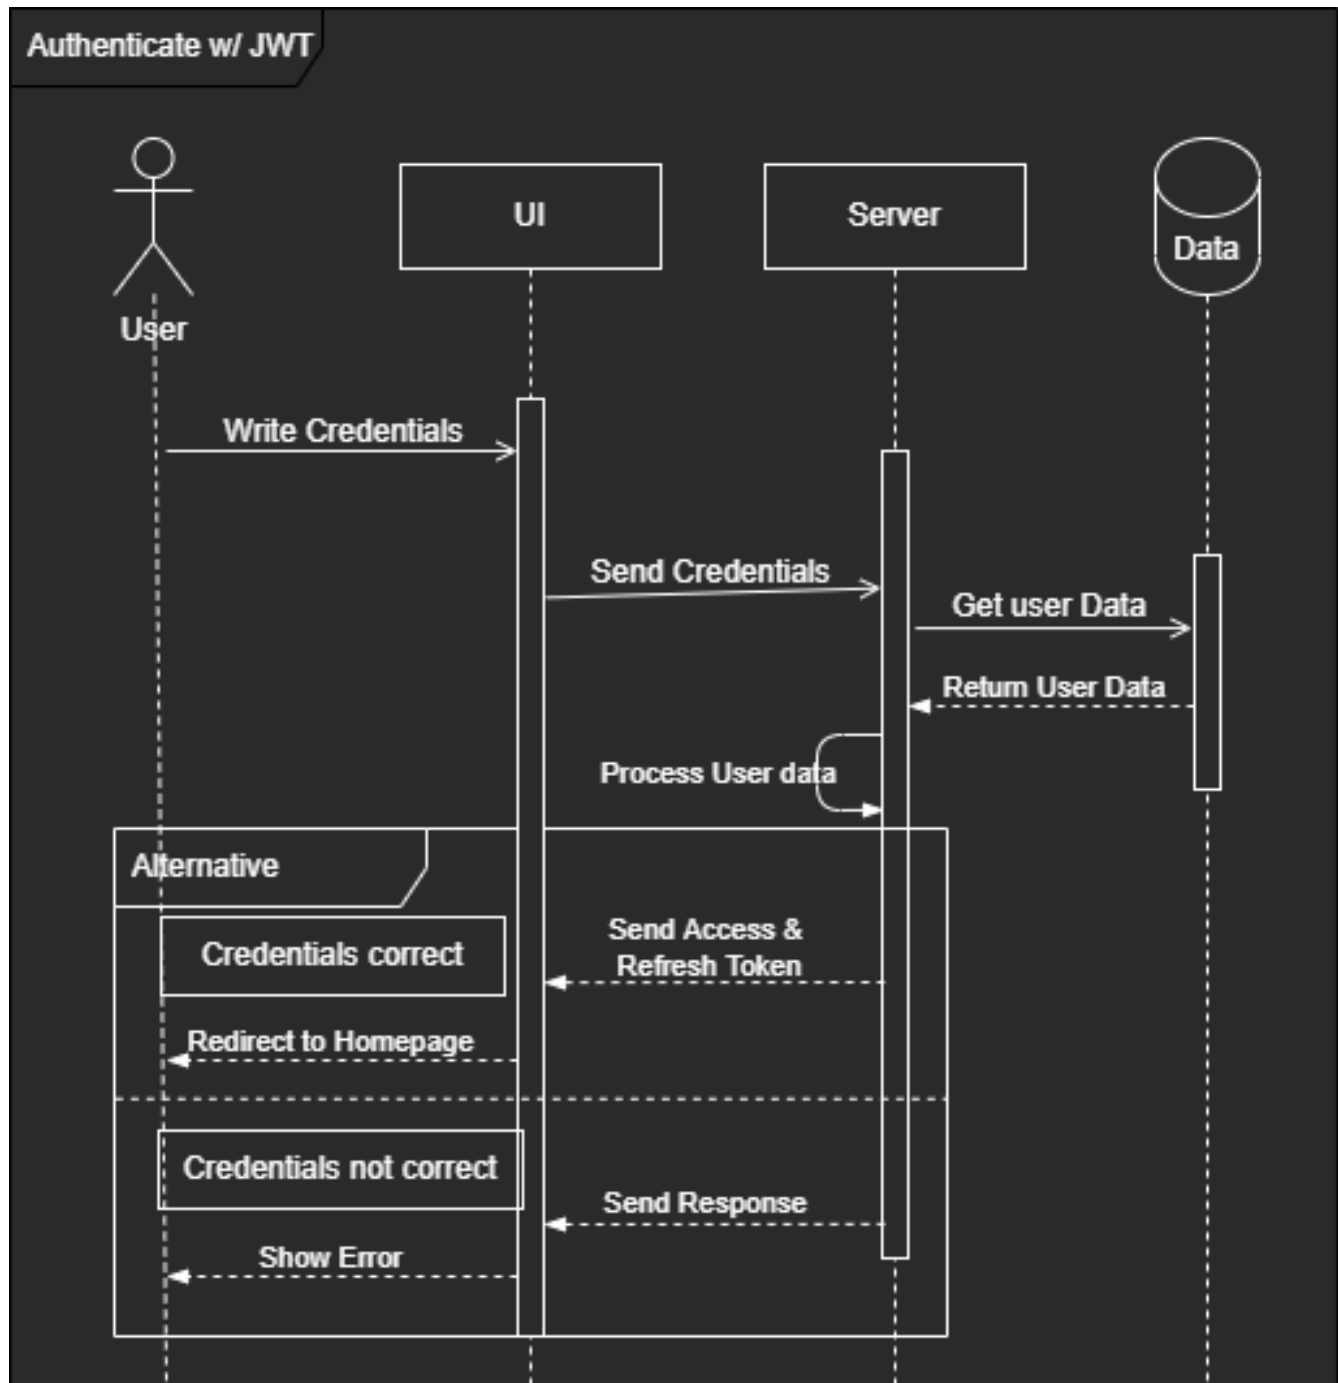 Authenticate w/ JWT
UI
Server
Data
User
Write Credentials
Send Credentials
Get user Data
Return User Data
Process User data
Alternative
Credentials correct
Send Access &
Refresh Token
Redirect to Homepage
Credentials not correct
Send Response
Show Error